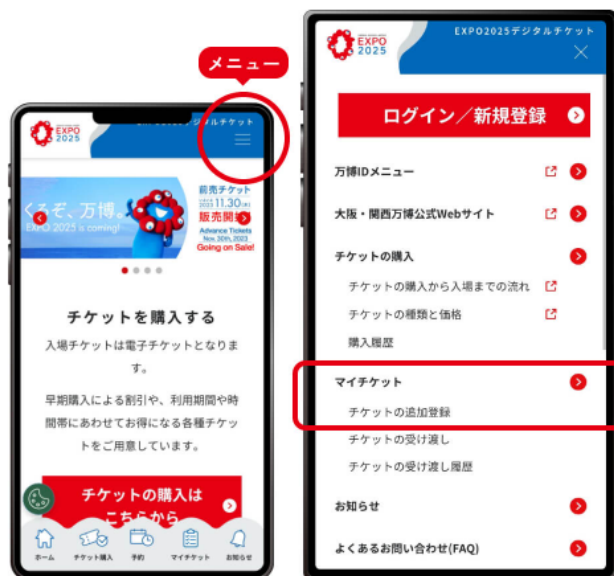 メニュー
EXPO
2025
EXPO2025デジタルチケット
くるぞ、万博。
EXPO 2025 is coming!
前売チケット
2023 11.30(木)
販売開始
Advance Tickets
Nov. 30th, 2023
Going on Sale!
チケットを購入する
入場チケットは電子チケットとなりま
す。
早期購入による割引や、利用期間や時
間帯にあわせてお得になる各種チケッ
トをご用意しています。
チケットの購入は
こちらから
ホーム
チケット購入
予約
マイチケット
お知らせ
EXPO
2025
EXPO2025デジタルチケット
ログイン/新規登録
万博IDメニュー
大阪・関西万博公式Webサイト
チケットの購入
チケットの購入から入場までの流れ
チケットの種類と価格
購入履歴
マイチケット
チケットの追加登録
チケットの受け渡し
チケットの受け渡し履歴
お知らせ
よくあるお問い合わせ(FAQ)